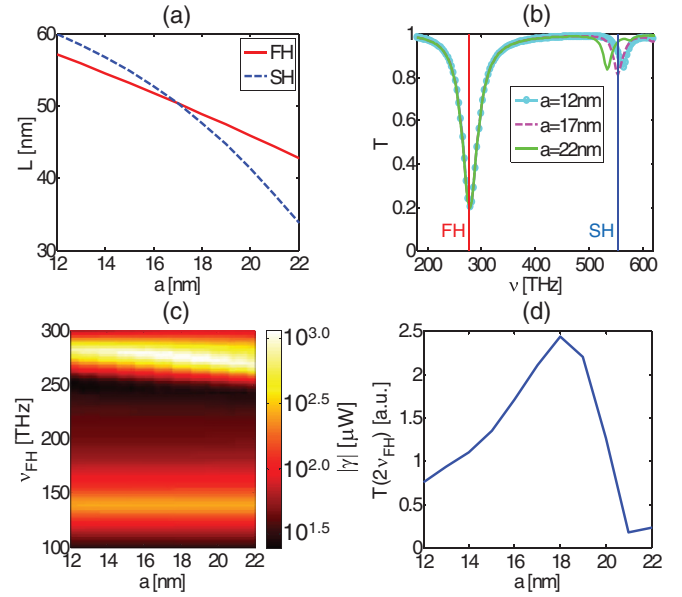 (a)
60
50
40
30
L [nm]
FH
SH
12 14 16 18 20 22
a [nm]
(b)
1
0.8
0.6
0.4
0.2
0
T
a=12nm
a=17nm
a=22nm
FH
SH
200 300 400 500 600
ν [THz]
(c)
300
250
200
150
100
ν_FH [THz]
12 14 16 18 20 22
a [nm]
10^3.0
10^2.5
10^2.0
10^1.5
|γ| [μW]
(d)
2.5
2
1.5
1
0.5
0
T(2ν_FH) [a.u.]
12 14 16 18 20 22
a [nm]